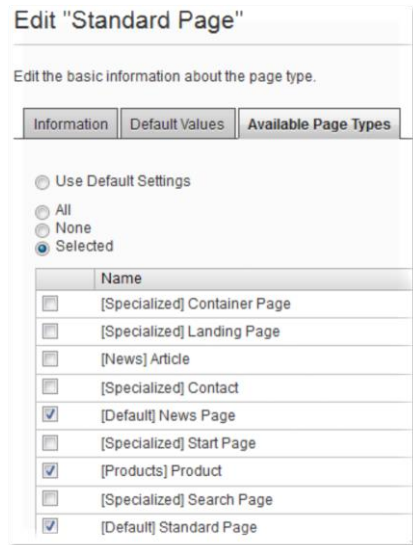 Edit "Standard Page"
Edit the basic information about the page type.
Information Default Values Available Page Types
Use Default Settings
All
None
Selected
Name
[Specialized] Container Page
[Specialized] Landing Page
[News] Article
[Specialized] Contact
[Default] News Page
[Specialized] Start Page
[Products] Product
[Specialized] Search Page
[Default] Standard Page